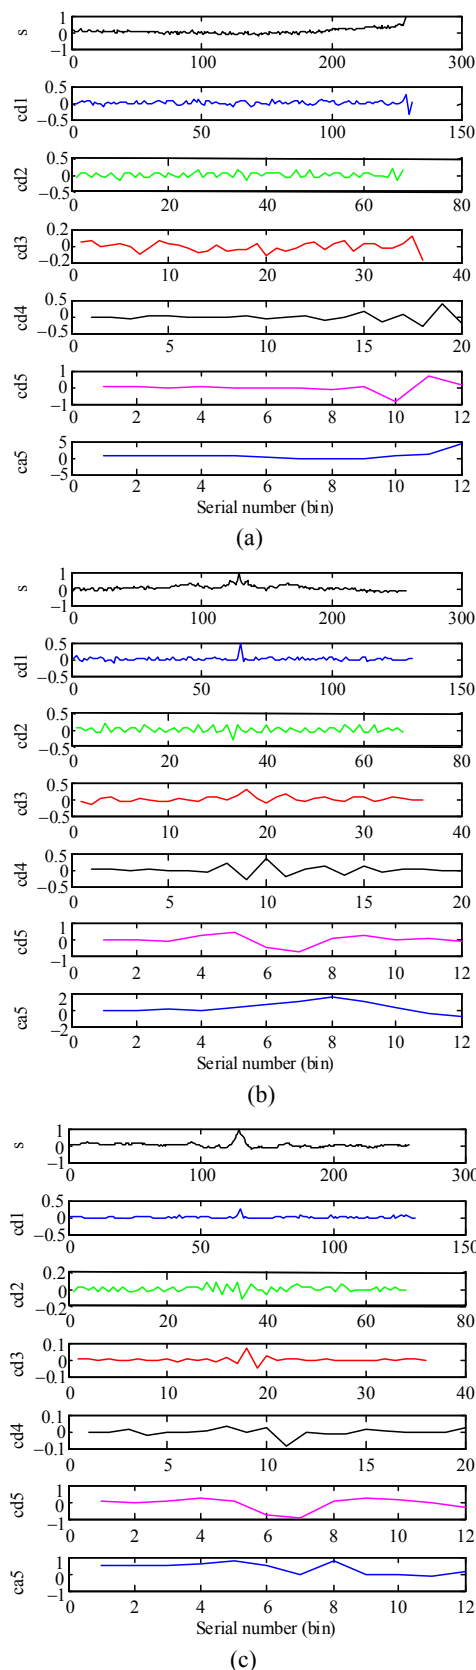 s
1
0
−1
0 100 200 300
cd1
0.5
0
−0.5
0 50 100 150
cd2
0.5
0
−0.5
0 20 40 60 80
cd3
0.2
0
−0.2
0 10 20 30 40
cd4
0.5
0
−0.5
0 5 10 15 20
cd5
1
0
−1
0 2 4 6 8 10 12
ca5
5
0
−5
0 2 4 6 8 10 12
Serial number (bin)
(a)
s
1
0
−1
0 100 200 300
cd1
0.5
0
−0.5
0 50 100 150
cd2
0.5
0
−0.5
0 20 40 60 80
cd3
0.5
0
−0.5
0 10 20 30 40
cd4
0.5
0
−0.5
0 5 10 15 20
cd5
1
0
−1
0 2 4 6 8 10 12
ca5
2
0
−2
0 2 4 6 8 10 12
Serial number (bin)
(b)
s
1
0
−1
0 100 200 300
cd1
0.5
0
−0.5
0 50 100 150
cd2
0.2
0
−0.2
0 20 40 60 80
cd3
0.1
0
−0.1
0 10 20 30 40
cd4
0.1
0
−0.1
0 5 10 15 20
cd5
1
0
−1
0 2 4 6 8 10 12
ca5
1
0
−1
0 2 4 6 8 10 12
Serial number (bin)
(c)